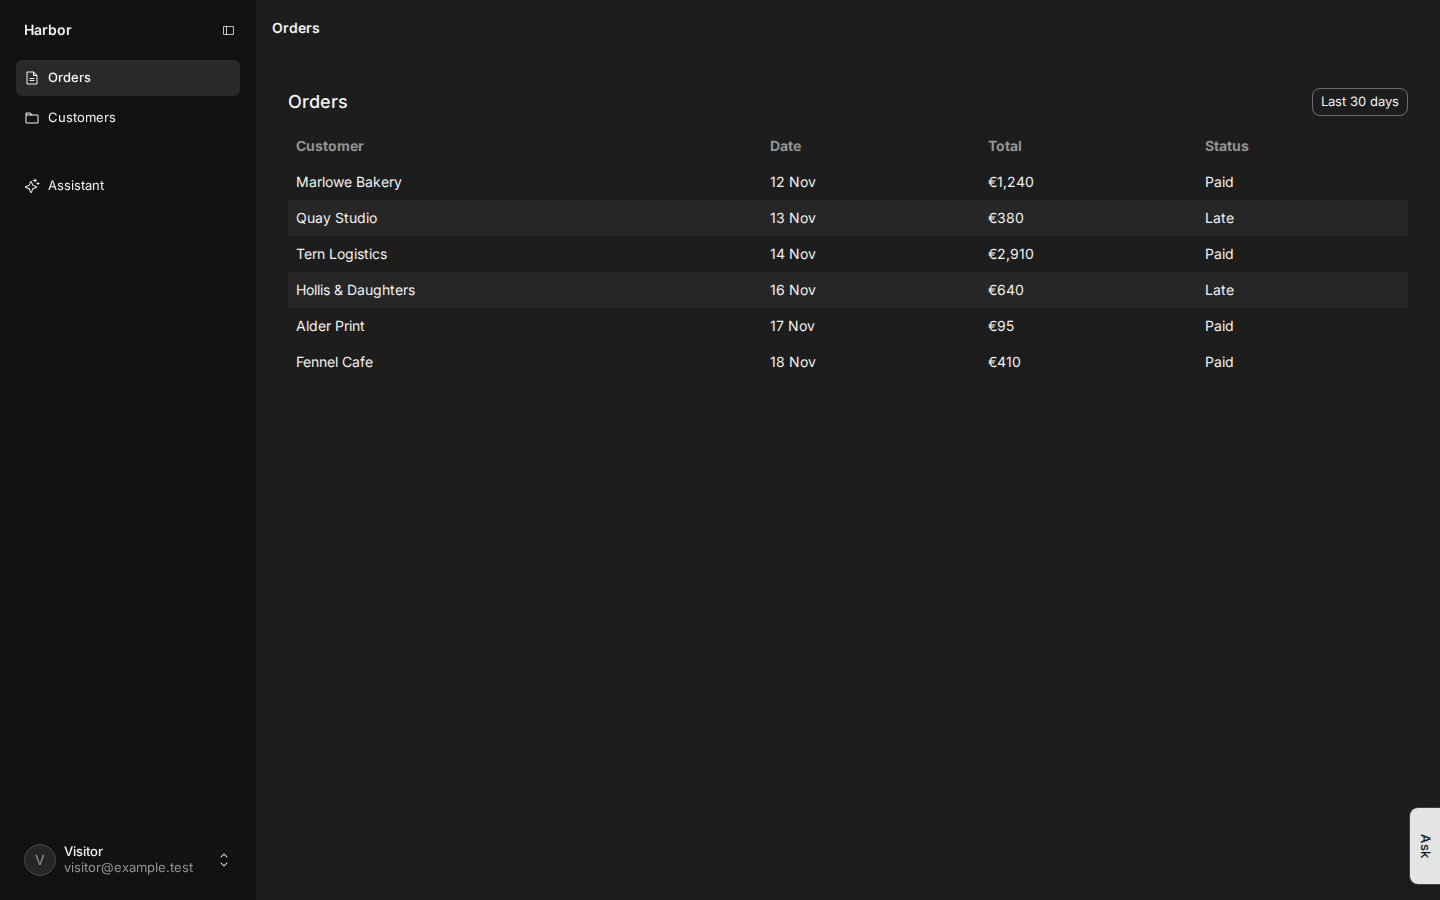 Harbor
Orders
Customers
Assistant
Visitor
V
visitor@example.test
Orders
Orders
Last 30 days
Customer Date Total Status
Marlowe Bakery 12 Nov €1,240 Paid
Quay Studio 13 Nov €380 Late
Tern Logistics 14 Nov €2,910 Paid
Hollis & Daughters 16 Nov €640 Late
Alder Print 17 Nov €95 Paid
Fennel Cafe 18 Nov €410 Paid
Ask